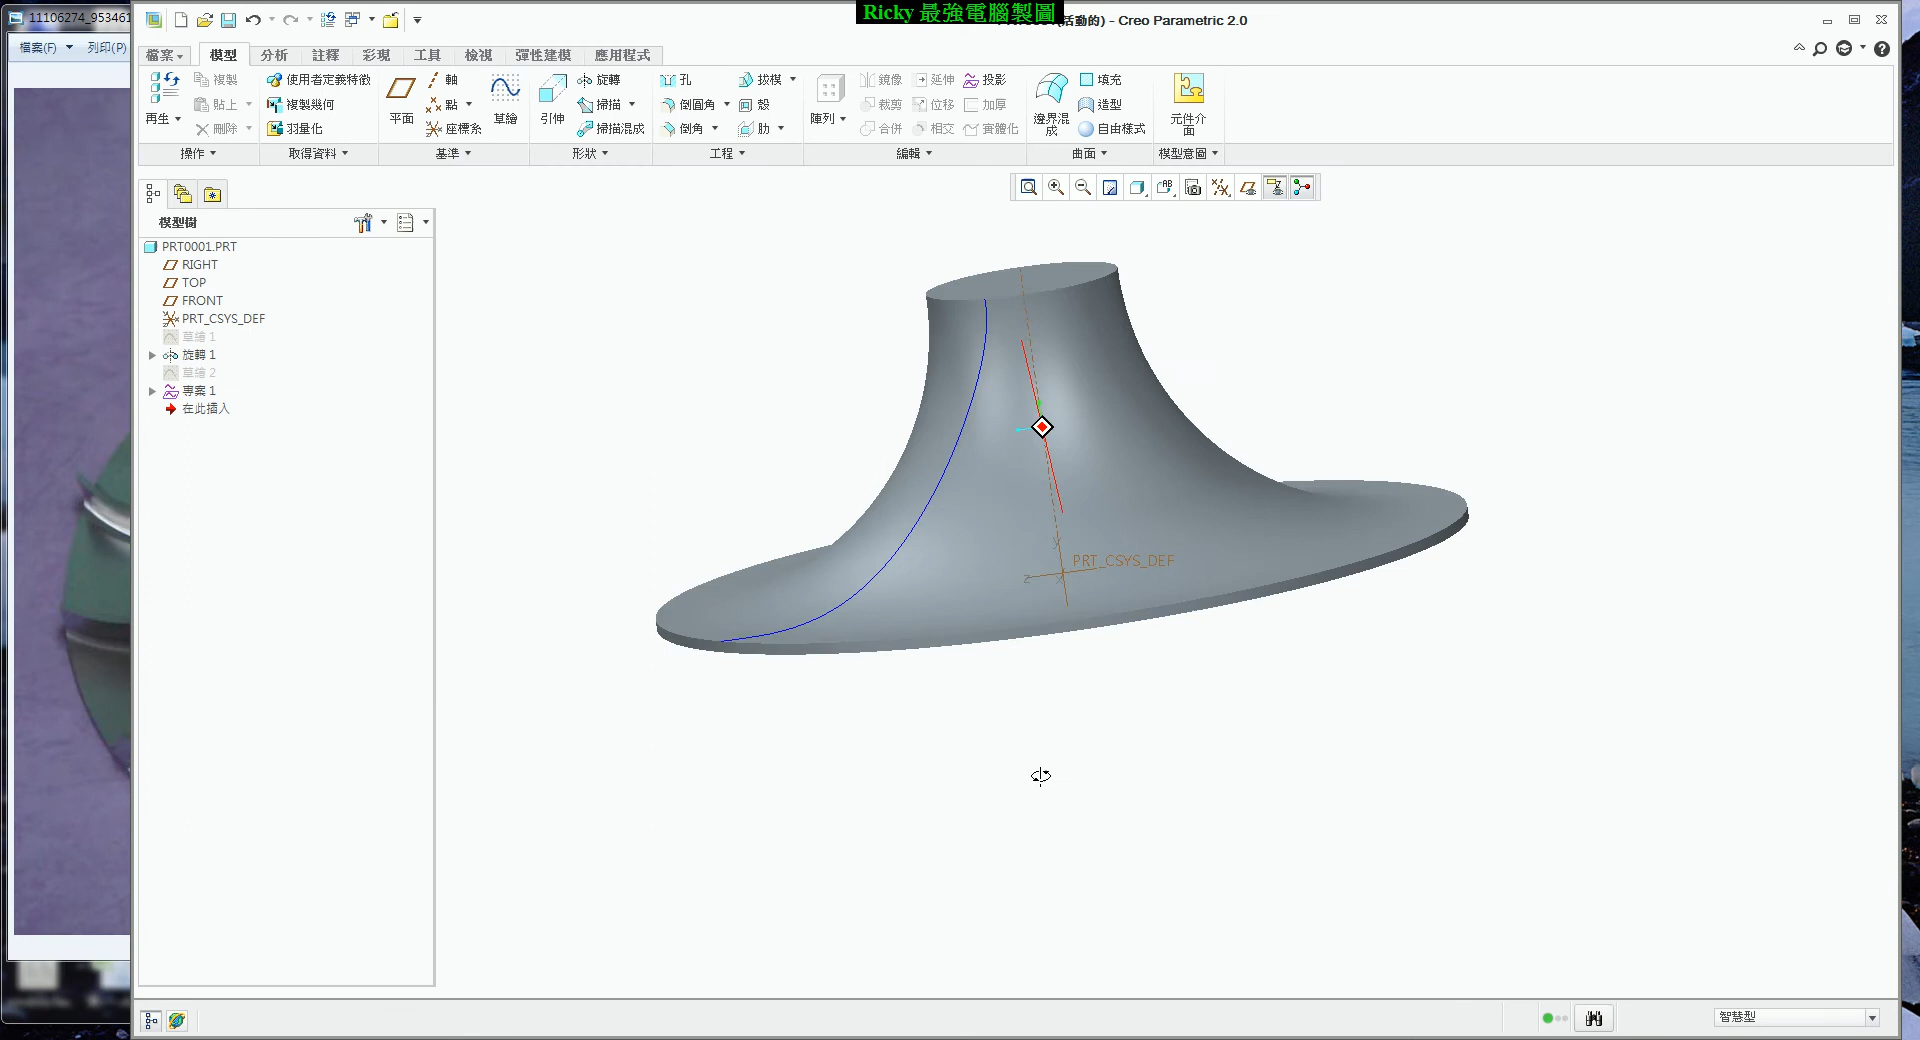 11106274_953461
檔案(F)
列印(P)
Ricky 最強電腦製圖
活動的) - Creo Parametric 2.0
檔案 模型 分析 註釋 彩現 工具 檢視 彈性建模 應用程式
再生
複製
貼上
刪除
操作
使用者定義特徵
複製幾何
羽量化
取得資料
平面
軸
點
座標系
草繪
基準
引伸
旋轉
掃描
掃描混成
形狀
孔
倒圓角
倒角
拔模
殼
肋
工程
陣列
鏡像
裁剪
合併
延伸
位移
相交
投影
加厚
實體化
編輯
邊界混
成
填充
造型
自由樣式
曲面
元件介
面
模型意圖
模型樹
PRT0001.PRT
RIGHT
TOP
FRONT
PRT_CSYS_DEF
草繪 1
旋轉 1
草繪 2
專案 1
在此插入
y
PRT_CSYS_DEF
z
x
智慧型